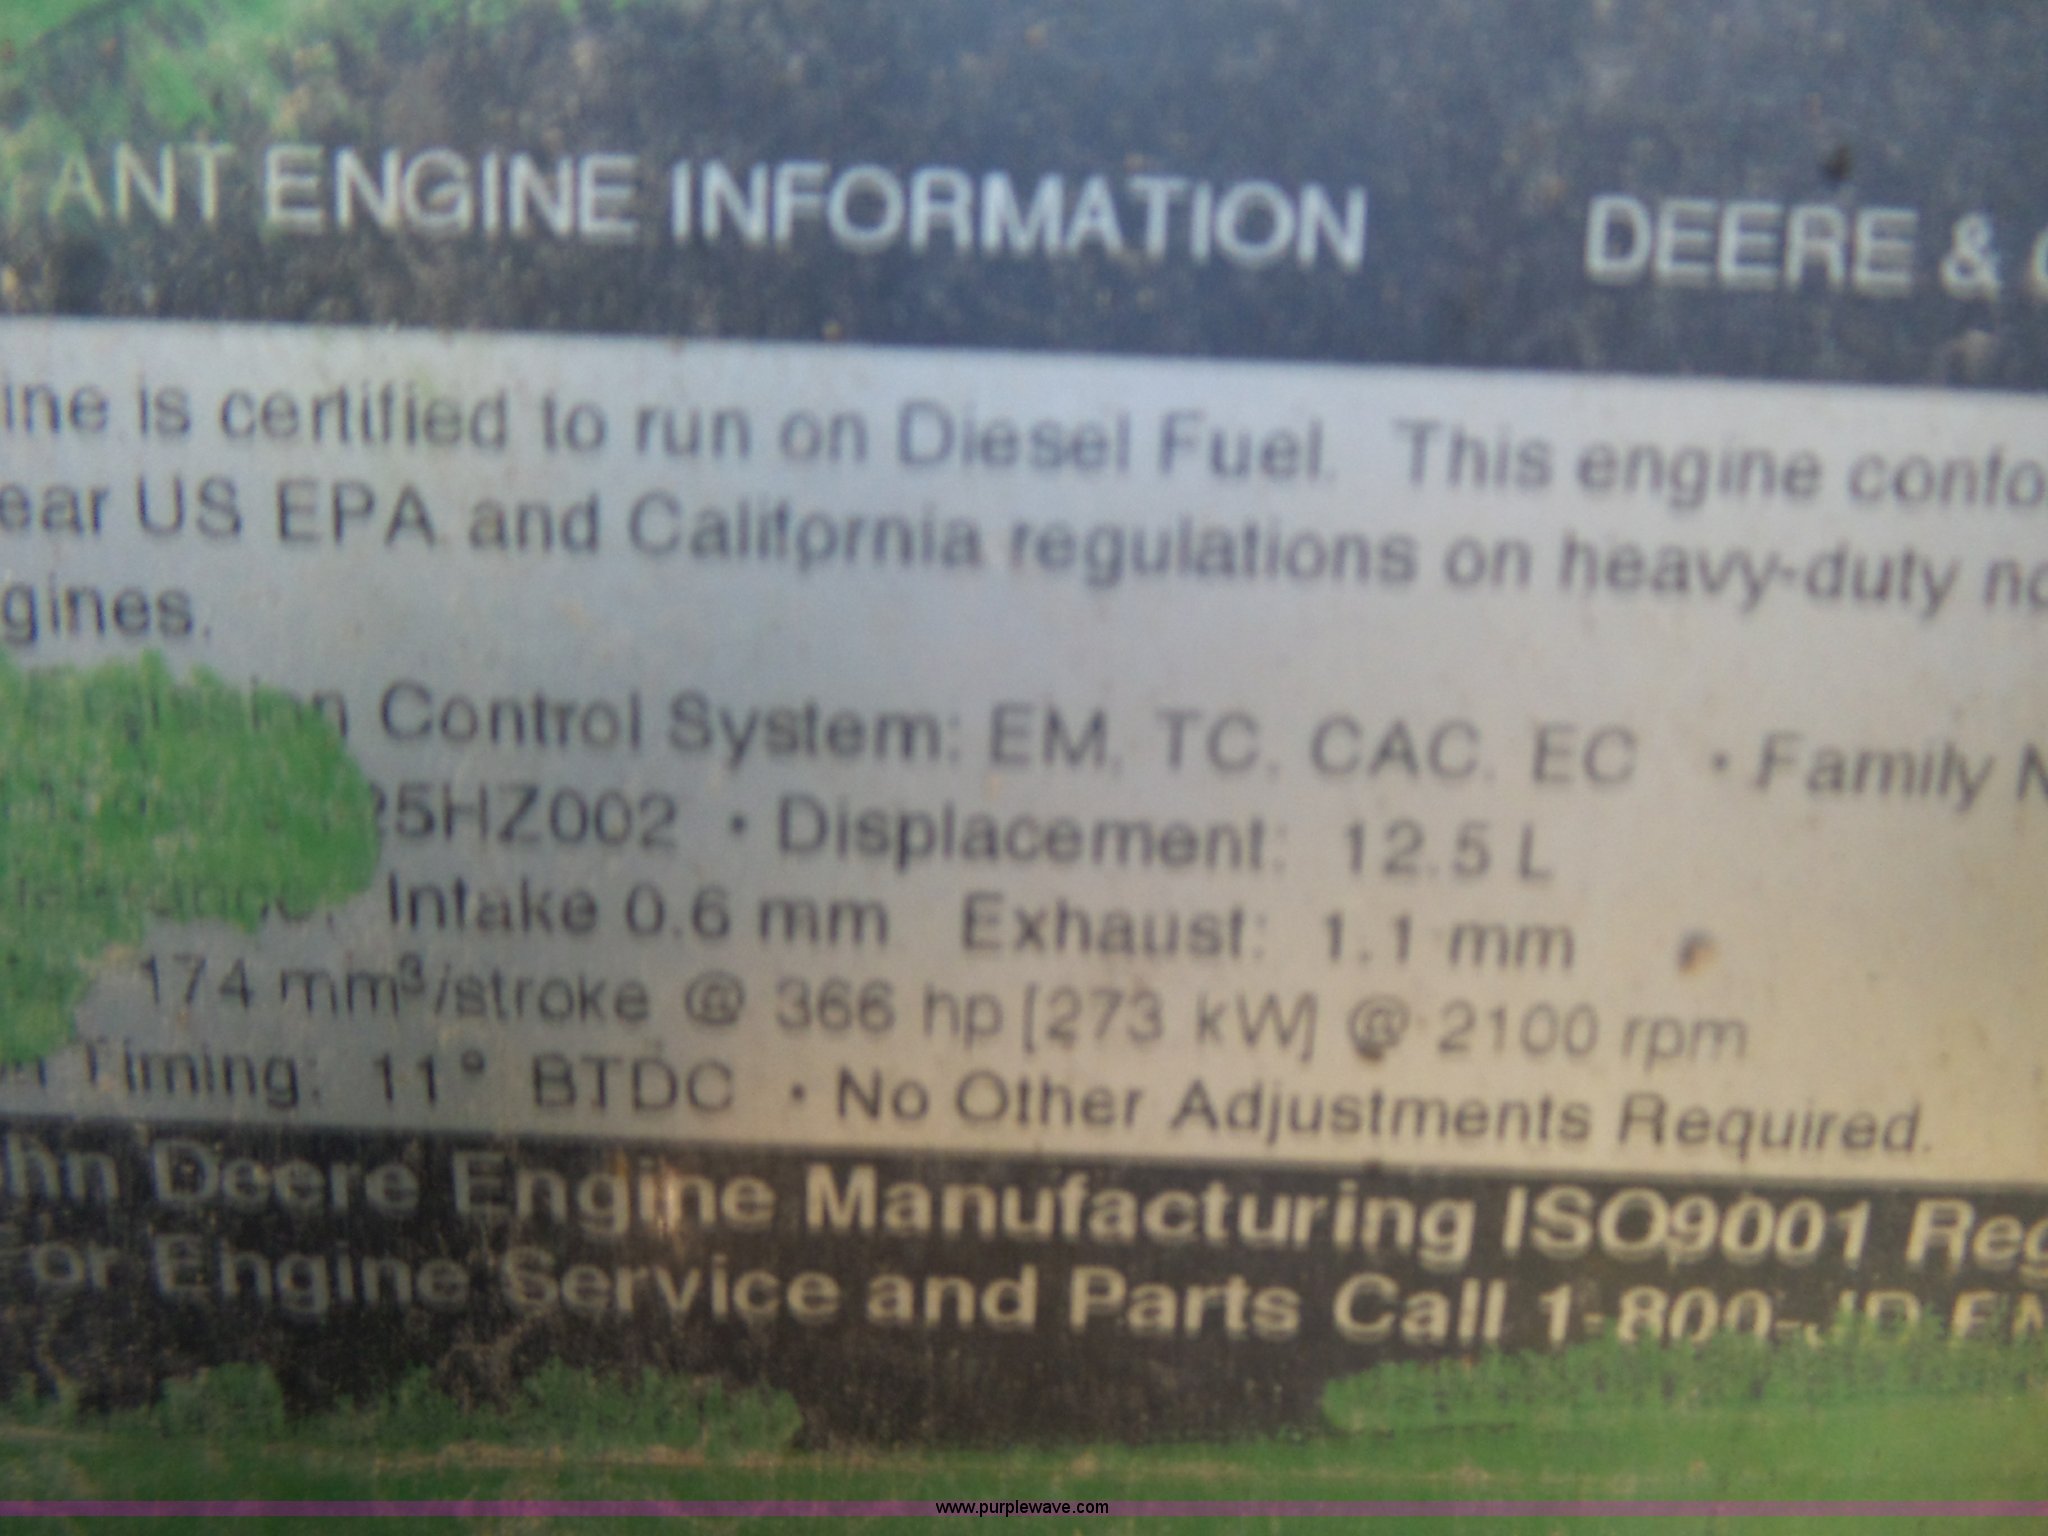 ANT ENGINE INFORMATION DEERE & C
ine is certified to run on Diesel Fuel. This engine confo
ear US EPA and California regulations on heavy-duty no
gines.
Control System: EM, TC, CAC, EC • Family N
25HZ002 • Displacement: 12.5 L
Intake 0.6 mm Exhaust: 1.1 mm
174 mm³/stroke @ 366 hp [273 kW] @ 2100 rpm
n Timing: 11° BTDC • No Other Adjustments Required.
hn Deere Engine Manufacturing ISO9001 Reg
or Engine Service and Parts Call 1-800-JD EN
www.purplewave.com